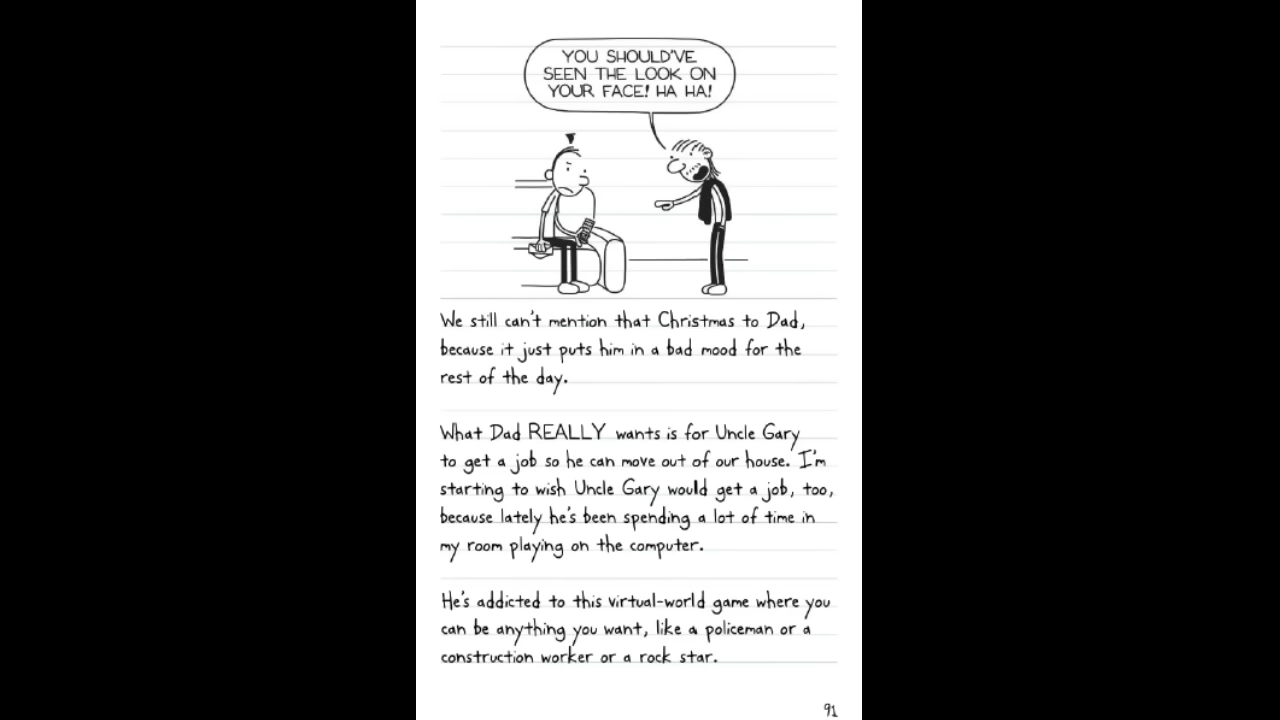 YOU SHOULD'VE
SEEN THE LOOK ON
YOUR FACE! HA HA!
We still can't mention that Christmas to Dad,
because it just puts him in a bad mood for the
rest of the day.
What Dad REALLY wants is for Uncle Gary
to get a job so he can move out of our house. I'm
starting to wish Uncle Gary would get a job, too,
because lately he's been spending a lot of time in
my room playing on the computer.
He's addicted to this virtual-world game where you
can be anything you want, like a policeman or a
construction worker or a rock star.
91